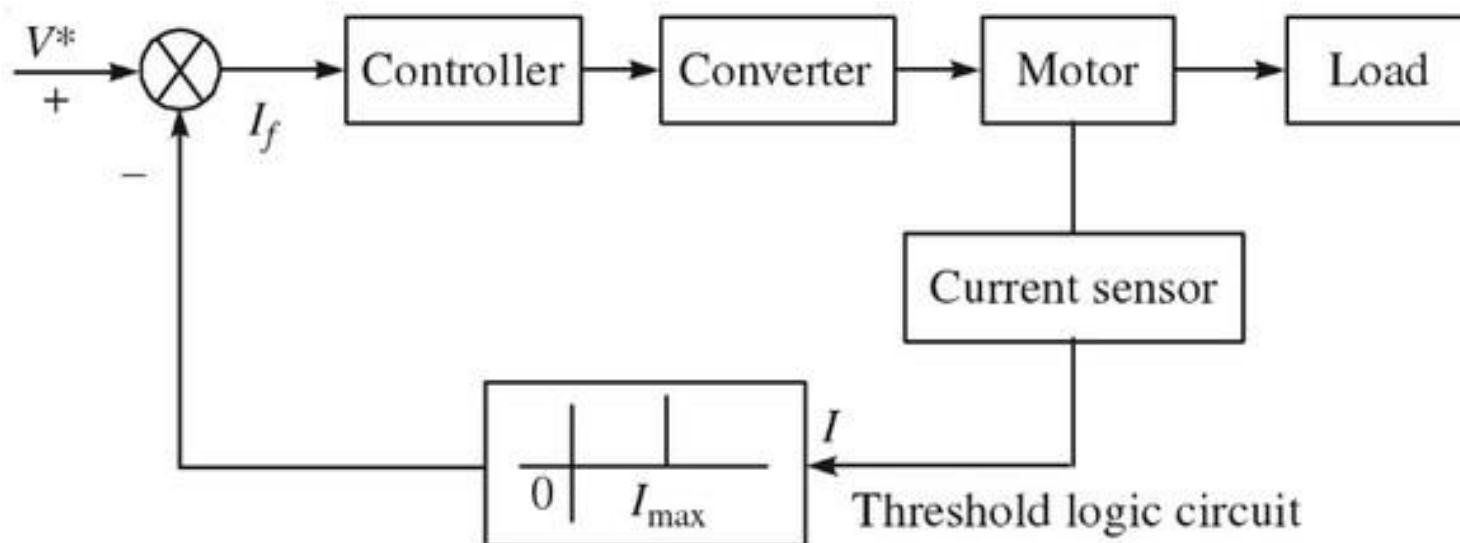 V*
+
−
I_f
Controller
Converter
Motor
Load
Current sensor
I
0
I_max
Threshold logic circuit